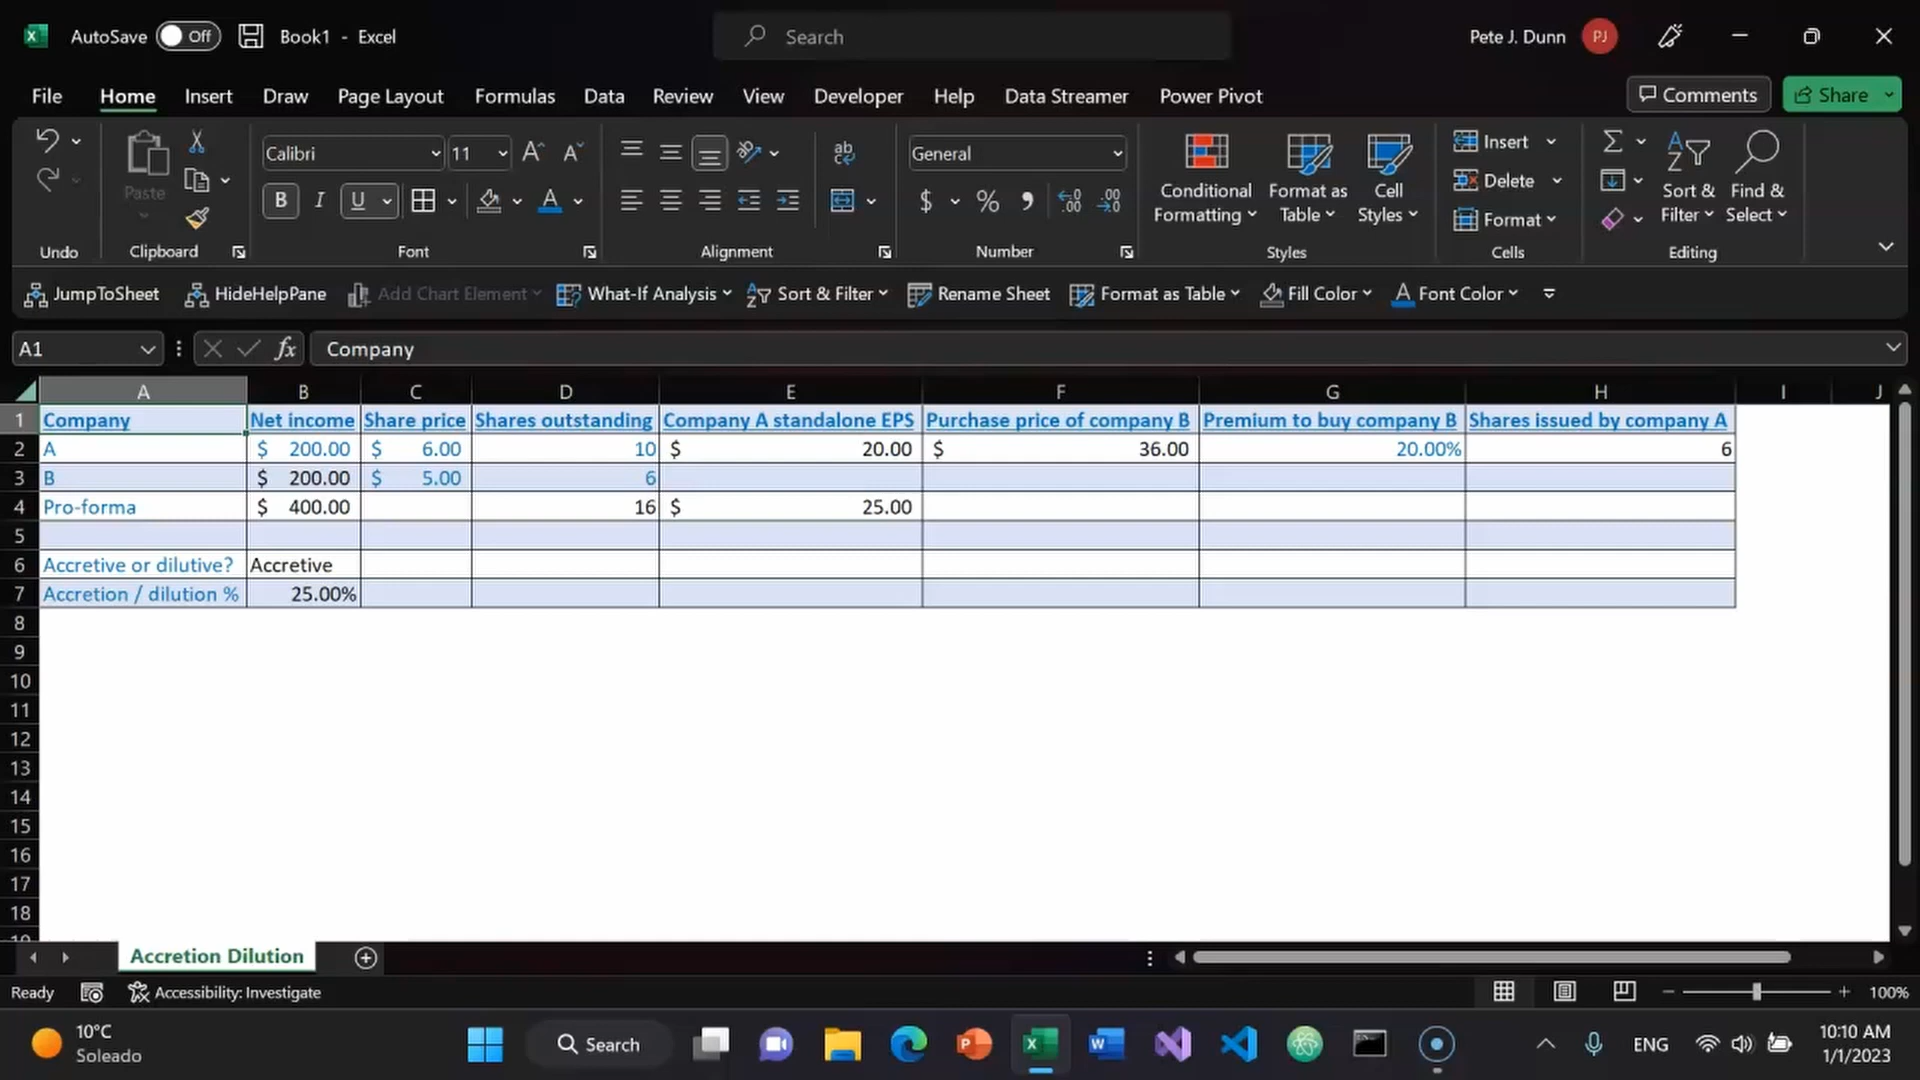 AutoSave Off Book1 - Excel Search Pete J. Dunn PJ
File Home Insert Draw Page Layout Formulas Data Review View Developer Help Data Streamer Power Pivot Comments Share
Undo
Paste
Clipboard
Calibri 11
B I U A
Font
ab
Alignment
General
$ % ,
Number
Conditional Formatting
Format as Table
Cell Styles
Styles
Insert
Delete
Format
Cells
Sort & Filter
Find & Select
Editing
JumpToSheet HideHelpPane Add Chart Element What-If Analysis Sort & Filter Rename Sheet Format as Table Fill Color Font Color
A1 fx Company
A B C D E F G H I J
1 Company Net income Share price Shares outstanding Company A standalone EPS Purchase price of company B Premium to buy company B Shares issued by company A
2 A $ 200.00 $ 6.00 10 $ 20.00 $ 36.00 20.00% 6
3 B $ 200.00 $ 5.00 6
4 Pro-forma $ 400.00 16 $ 25.00
5
6 Accretive or dilutive? Accretive
7 Accretion / dilution % 25.00%
8
9
10
11
12
13
14
15
16
17
18
Accretion Dilution
Ready Accessibility: Investigate 100%
10°C
Soleado
Search
ENG
10:10 AM
1/1/2023